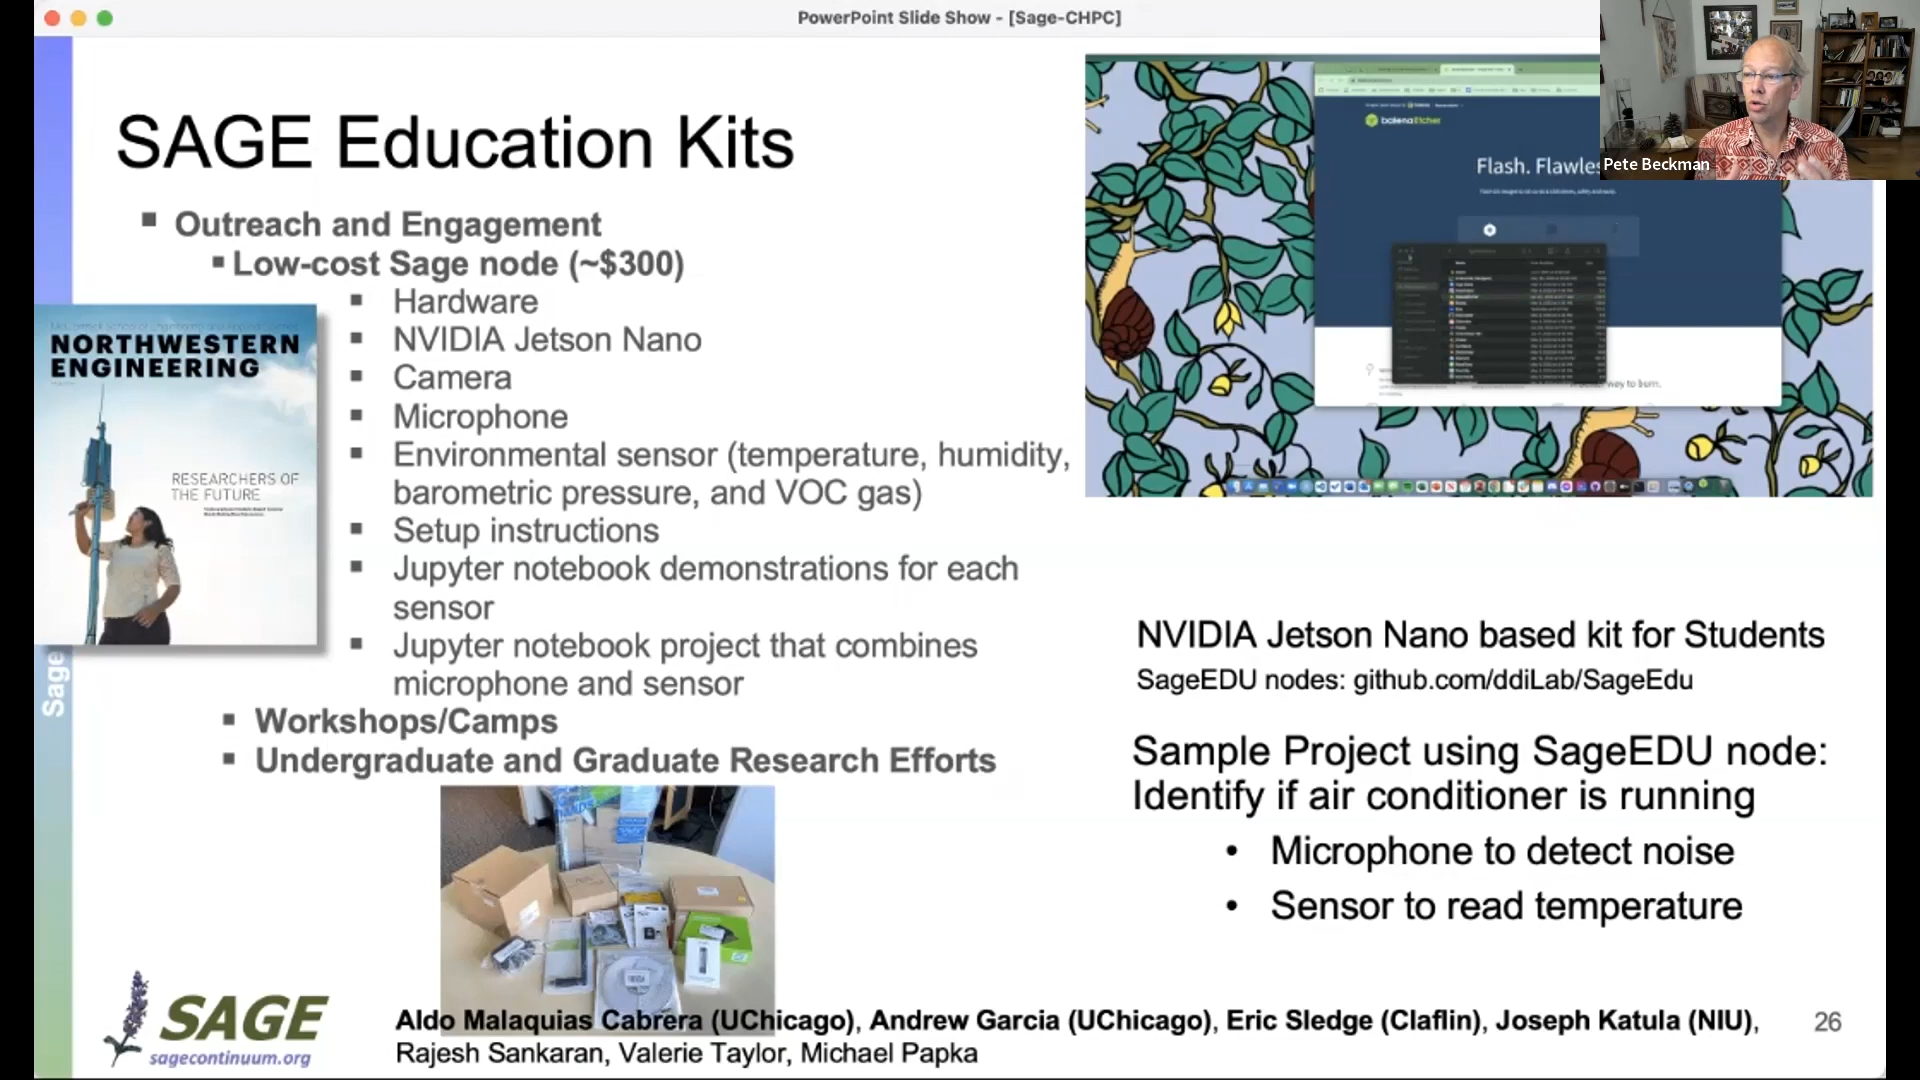 PowerPoint Slide Show - [Sage-CHPC]
SAGE Education Kits
▪ Outreach and Engagement
▪ Low-cost Sage node (~$300)
▪ Hardware
▪ NVIDIA Jetson Nano
▪ Camera
▪ Microphone
▪ Environmental sensor (temperature, humidity,
barometric pressure, and VOC gas)
▪ Setup instructions
▪ Jupyter notebook demonstrations for each
sensor
▪ Jupyter notebook project that combines
microphone and sensor
▪ Workshops/Camps
▪ Undergraduate and Graduate Research Efforts
NORTHWESTERN
ENGINEERING
RESEARCHERS OF
THE FUTURE
Sage
balenaEtcher
Flash. Flawles
way to burn.
Pete Beckman
NVIDIA Jetson Nano based kit for Students
SageEDU nodes: github.com/ddiLab/SageEdu
Sample Project using SageEDU node:
Identify if air conditioner is running
• Microphone to detect noise
• Sensor to read temperature
SAGE
sagecontinuum.org
Aldo Malaquias Cabrera (UChicago), Andrew Garcia (UChicago), Eric Sledge (Claflin), Joseph Katula (NIU),
Rajesh Sankaran, Valerie Taylor, Michael Papka
26